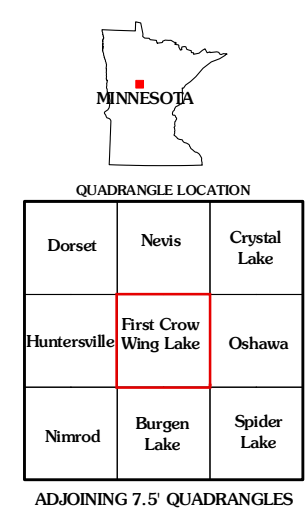 MINNESOTA
QUADRANGLE LOCATION
Dorset
Nevis
Crystal
Lake
Huntersville
First Crow
Wing Lake
Oshawa
Nimrod
Burgen
Lake
Spider
Lake
ADJOINING 7.5' QUADRANGLES